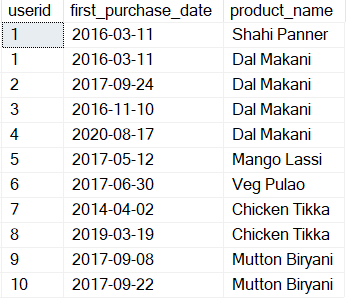 userid first_purchase_date product_name
1 2016-03-11 Shahi Panner
1 2016-03-11 Dal Makani
2 2017-09-24 Dal Makani
3 2016-11-10 Dal Makani
4 2020-08-17 Dal Makani
5 2017-05-12 Mango Lassi
6 2017-06-30 Veg Pulao
7 2014-04-02 Chicken Tikka
8 2019-03-19 Chicken Tikka
9 2017-09-08 Mutton Biryani
10 2017-09-22 Mutton Biryani